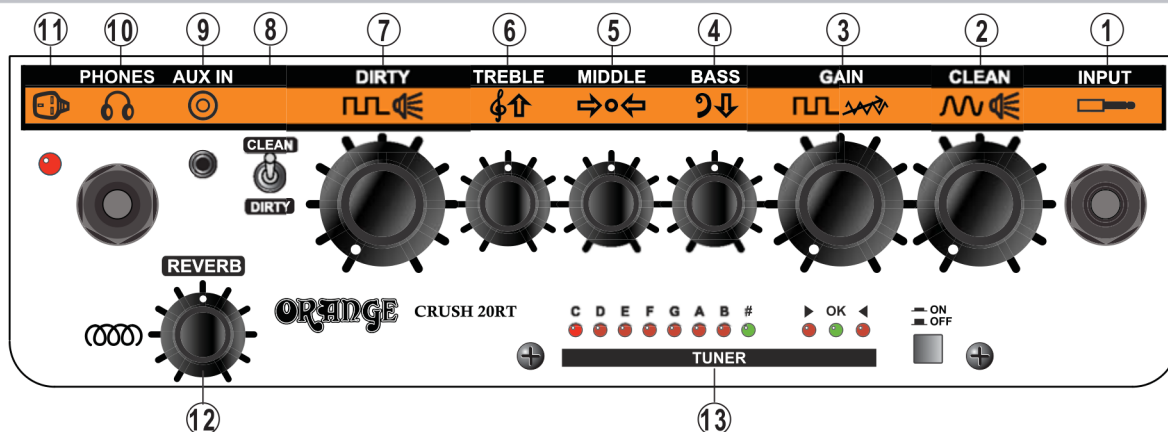 11 10 9 8 7 6 5 4 3 2 1
PHONES AUX IN DIRTY TREBLE MIDDLE BASS GAIN CLEAN INPUT
CLEAN
DIRTY
REVERB
ORANGE CRUSH 20RT
C D E F G A B # OK ON
OFF
TUNER
12 13